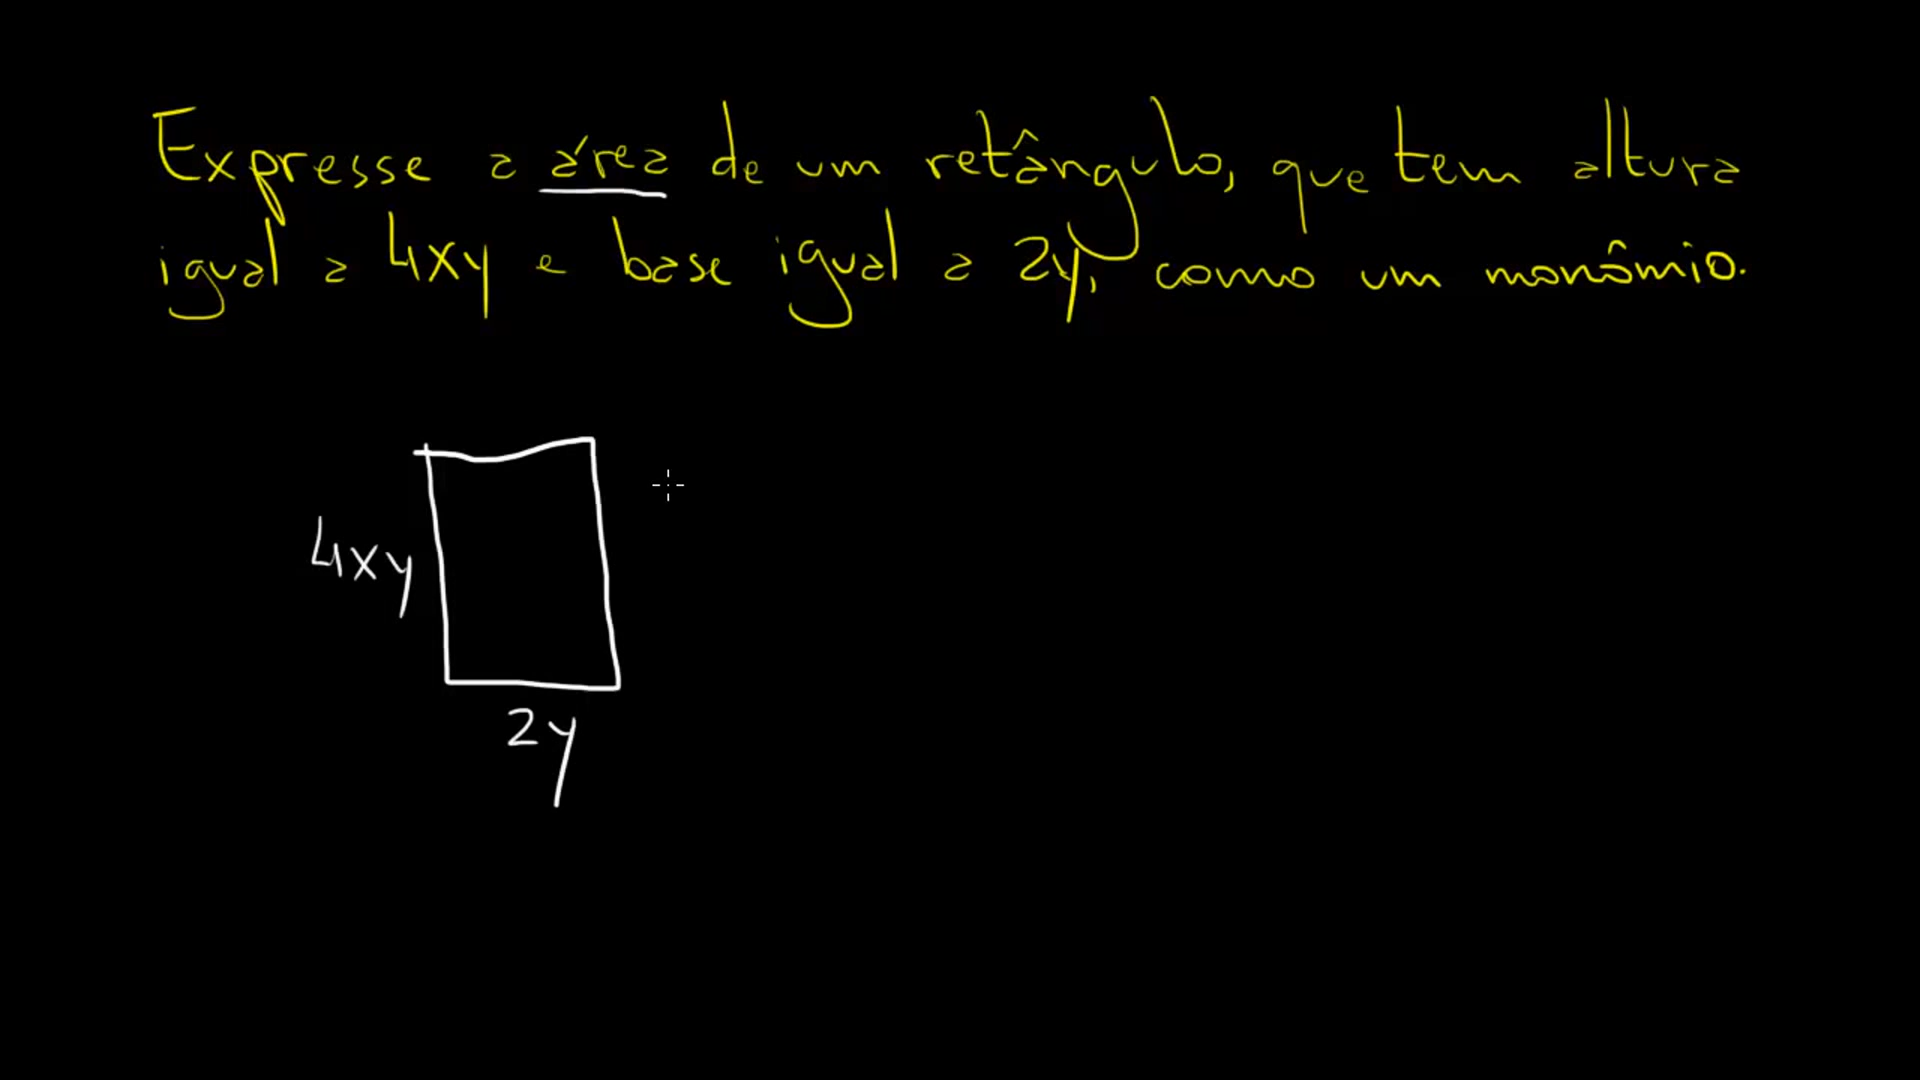 Expresse a área de um retângulo, que tem altura
igual a 4xy e base igual a 2y, como um monômio.
4xy
2y